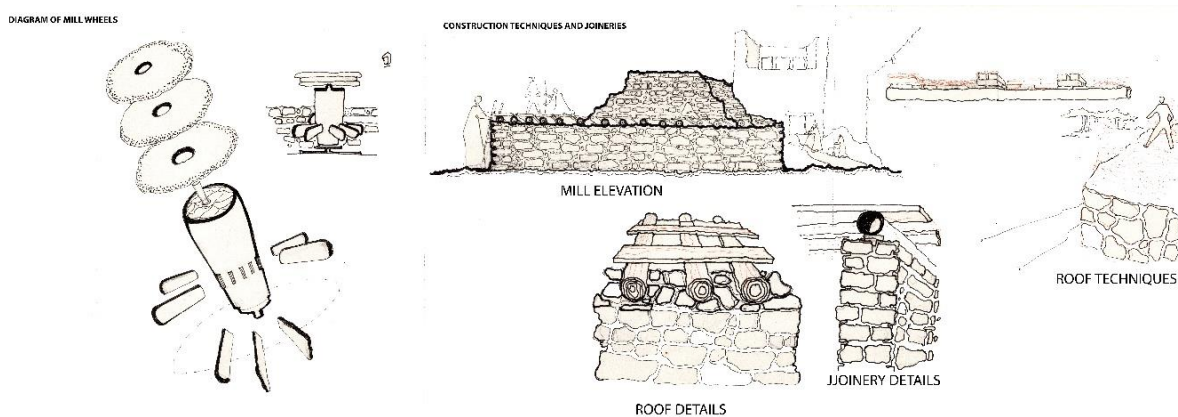 DIAGRAM OF MILL WHEELS
CONSTRUCTION TECHNIQUES AND JOINERIES
MILL ELEVATION
ROOF TECHNIQUES
JJOINERY DETAILS
ROOF DETAILS